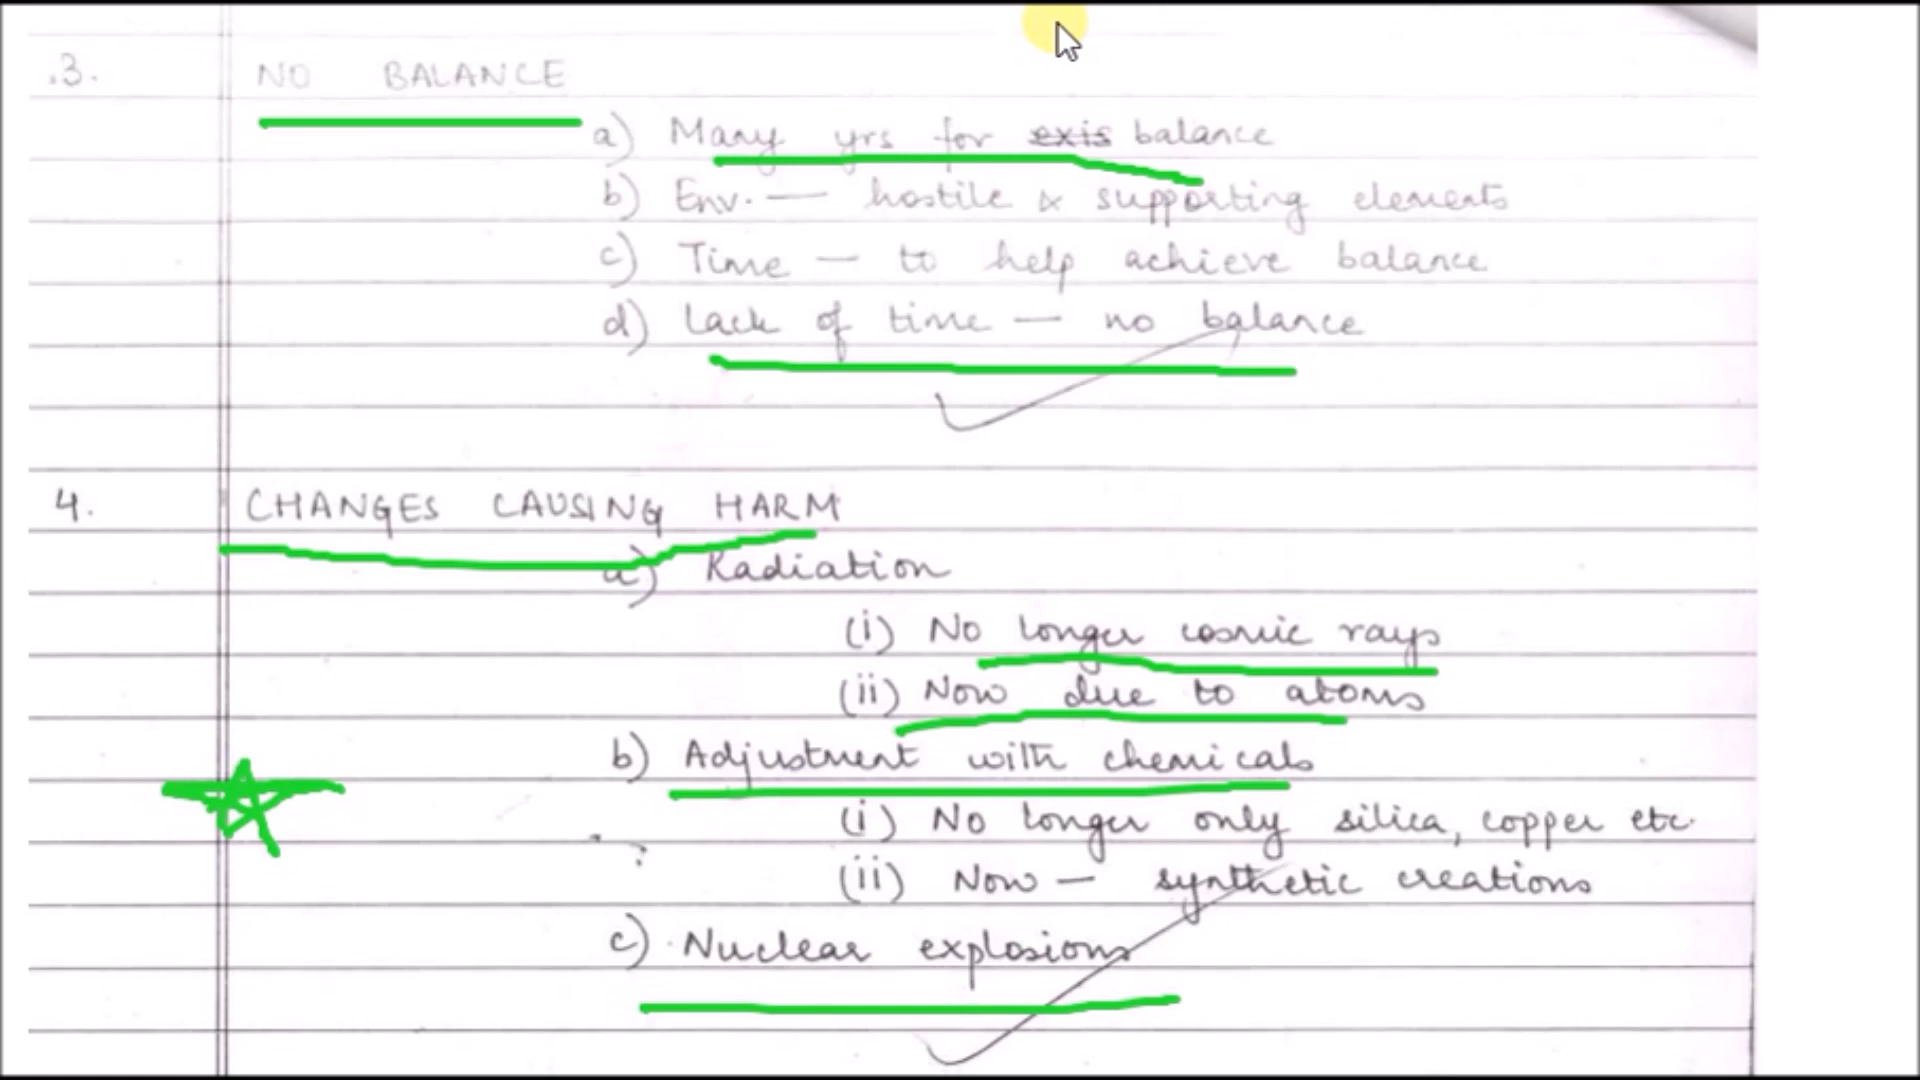 .3. NO BALANCE
a) Many yrs for exis balance
b) Env. — hostile & supporting elements
c) Time — to help achieve balance
d) Lack of time — no balance
4. CHANGES CAUSING HARM
a) Radiation
(i) No longer cosmic rays
(ii) Now due to atoms
b) Adjustment with chemicals
(i) No longer only silica, copper etc.
(ii) Now — synthetic creations
c) Nuclear explosions